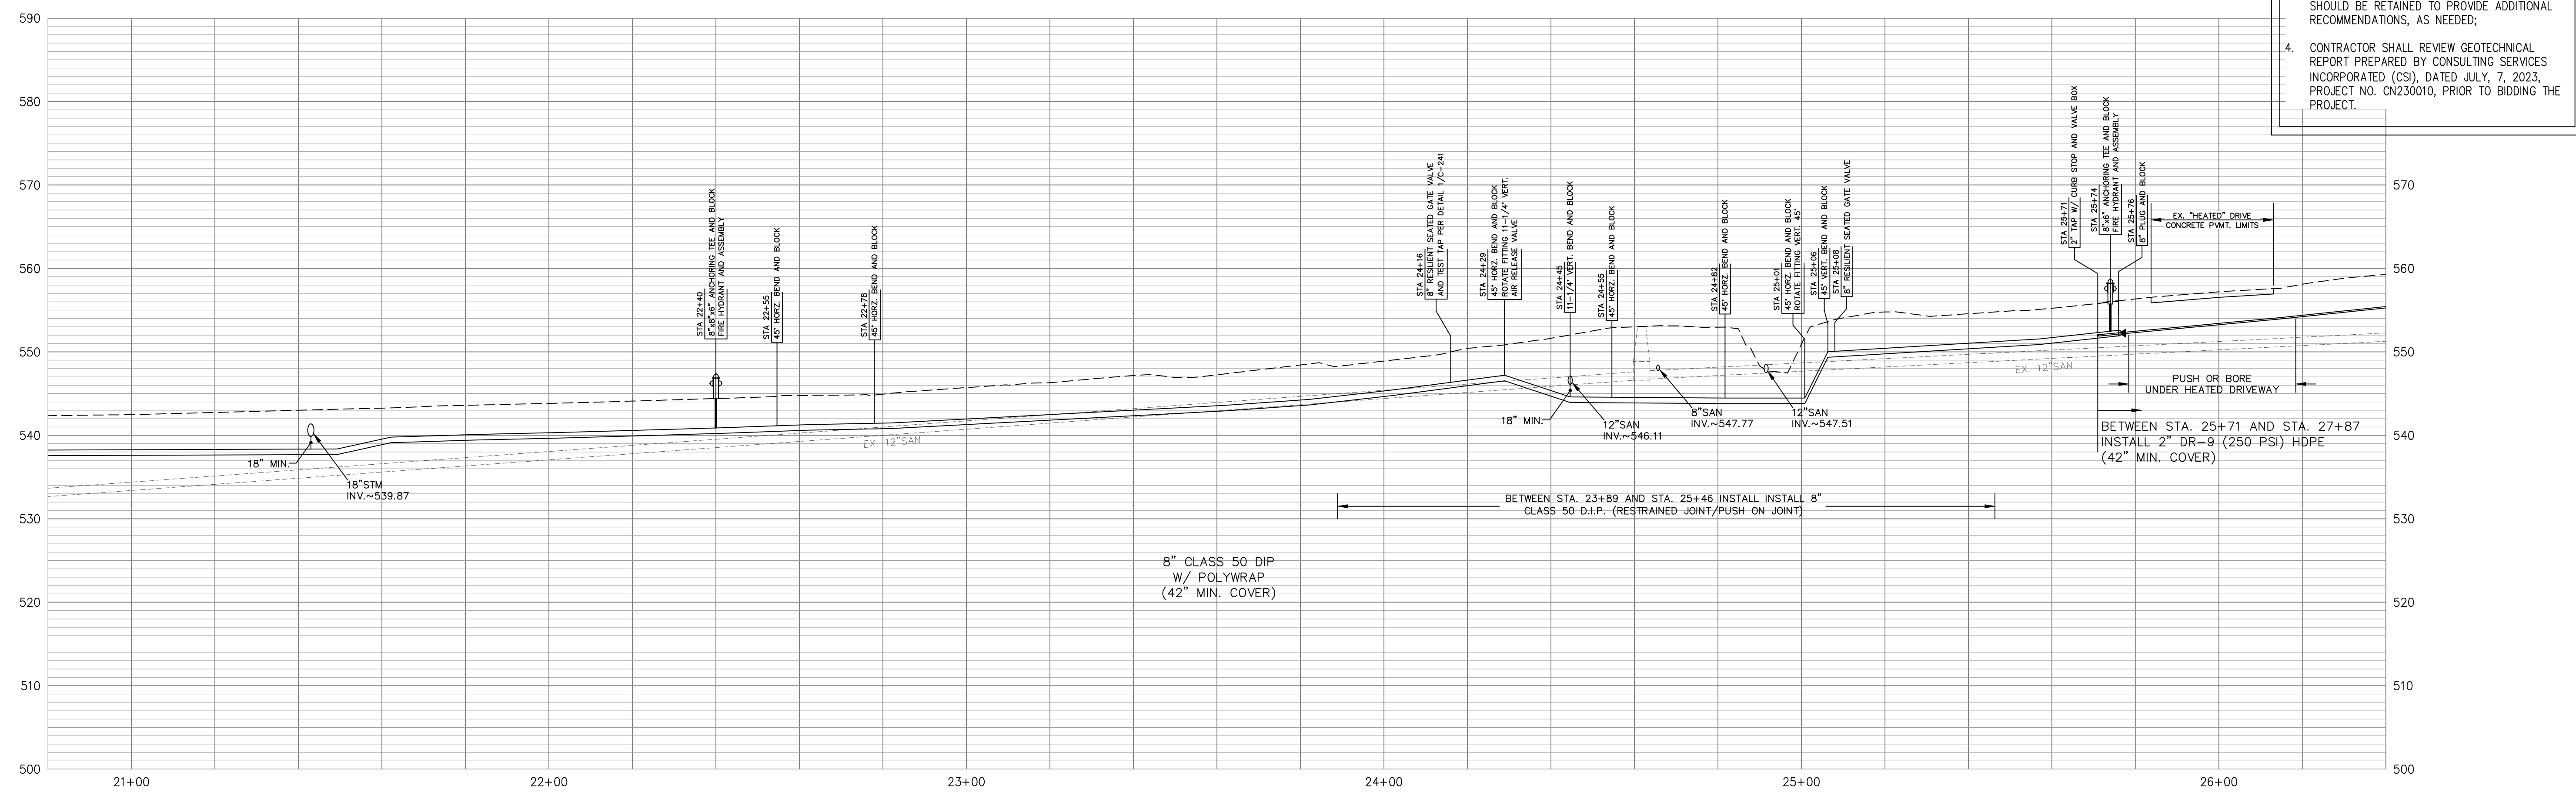 SHOULD BE RETAINED TO PROVIDE ADDITIONAL
RECOMMENDATIONS, AS NEEDED;
4. CONTRACTOR SHALL REVIEW GEOTECHNICAL
REPORT PREPARED BY CONSULTING SERVICES
INCORPORATED (CSI), DATED JULY, 7, 2023,
PROJECT NO. CN230010, PRIOR TO BIDDING THE
PROJECT.
590
580
570
560
550
540
530
520
510
500
STA 22+40
8"x8"x6" ANCHORING TEE AND BLOCK
FIRE HYDRANT AND ASSEMBLY
STA 22+55
45° HORZ. BEND AND BLOCK
STA 22+78
45° HORZ. BEND AND BLOCK
STA 24+16
8" RESILIENT SEATED GATE VALVE
AND TEST TAP PER DETAIL 1/C-241
STA 24+29
45° HORZ. BEND AND BLOCK
ROTATE FITTING 11-1/4° VERT.
AIR RELEASE VALVE
STA 24+45
11-1/4° VERT. BEND AND BLOCK
STA 24+55
45° HORZ. BEND AND BLOCK
STA 24+82
45° HORZ. BEND AND BLOCK
STA 25+01
45° HORZ. BEND AND BLOCK
ROTATE FITTING VERT. 45°
STA 25+06
45° VERT. BEND AND BLOCK
STA 25+08
8" RESILIENT SEATED GATE VALVE
STA 25+71
2" TAP W/ CURB STOP AND VALVE BOX
STA 25+74
8"x6" ANCHORING TEE AND BLOCK
FIRE HYDRANT AND ASSEMBLY
STA 25+76
8" PLUG AND BLOCK
EX. "HEATED" DRIVE
CONCRETE PVMT. LIMITS
18" MIN.
18"STM
INV.~539.87
EX. 12"SAN
18" MIN.
12"SAN
INV.~546.11
8"SAN
INV.~547.77
12"SAN
INV.~547.51
EX. 12"SAN
PUSH OR BORE
UNDER HEATED DRIVEWAY
BETWEEN STA. 25+71 AND STA. 27+87
INSTALL 2" DR-9 (250 PSI) HDPE
(42" MIN. COVER)
BETWEEN STA. 23+89 AND STA. 25+46 INSTALL INSTALL 8"
CLASS 50 D.I.P. (RESTRAINED JOINT/PUSH ON JOINT)
8" CLASS 50 DIP
W/ POLYWRAP
(42" MIN. COVER)
570
560
550
540
530
520
510
500
21+00
22+00
23+00
24+00
25+00
26+00